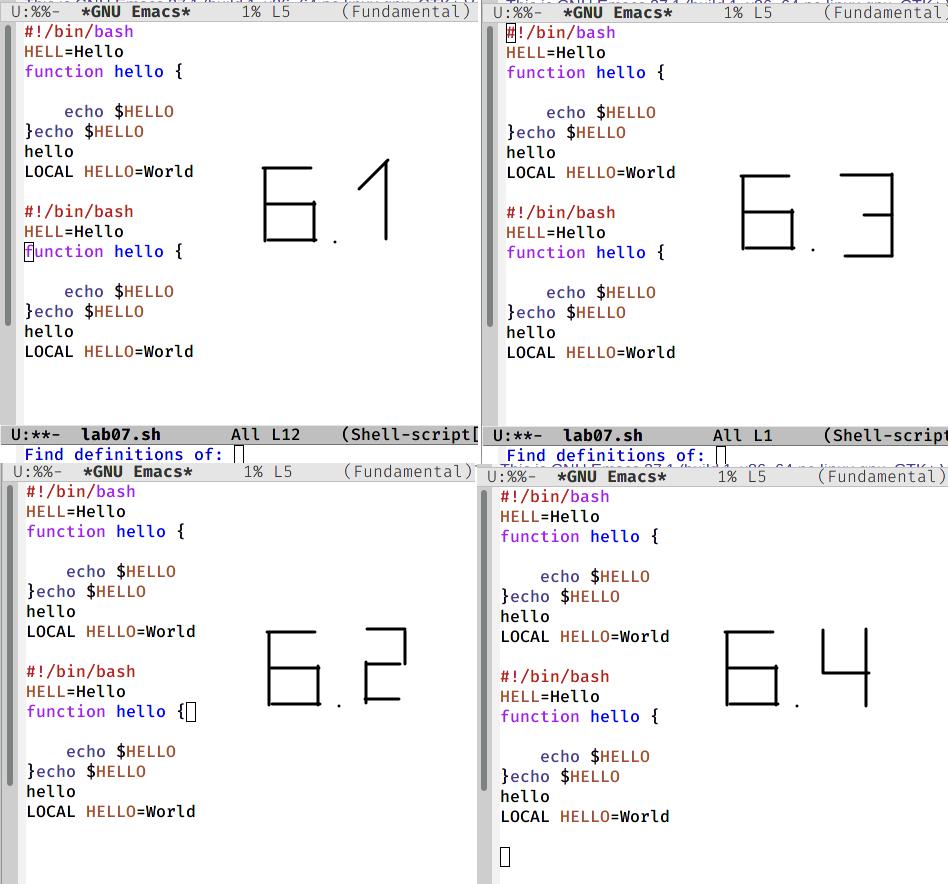 U:%%- *GNU Emacs* 1% L5 (Fundamental)
#!/bin/bash
HELL=Hello
function hello {
echo $HELLO
}echo $HELLO
hello
LOCAL HELLO=World
6.1
#!/bin/bash
HELL=Hello
function hello {
echo $HELLO
}echo $HELLO
hello
LOCAL HELLO=World
U:**- lab07.sh All L12 (Shell-script[
Find definitions of:
U:%%- *GNU Emacs* 1% L5 (Fundamental)
#!/bin/bash
HELL=Hello
function hello {
echo $HELLO
}echo $HELLO
hello
LOCAL HELLO=World
6.3
#!/bin/bash
HELL=Hello
function hello {
echo $HELLO
}echo $HELLO
hello
LOCAL HELLO=World
U:**- lab07.sh All L1 (Shell-scrip
Find definitions of:
U:%%- *GNU Emacs* 1% L5 (Fundamental)
#!/bin/bash
HELL=Hello
function hello {
echo $HELLO
}echo $HELLO
hello
LOCAL HELLO=World
6.2
#!/bin/bash
HELL=Hello
function hello {
echo $HELLO
}echo $HELLO
hello
LOCAL HELLO=World
U:%%- *GNU Emacs* 1% L5 (Fundamental)
#!/bin/bash
HELL=Hello
function hello {
echo $HELLO
}echo $HELLO
hello
LOCAL HELLO=World
6.4
#!/bin/bash
HELL=Hello
function hello {
echo $HELLO
}echo $HELLO
hello
LOCAL HELLO=World